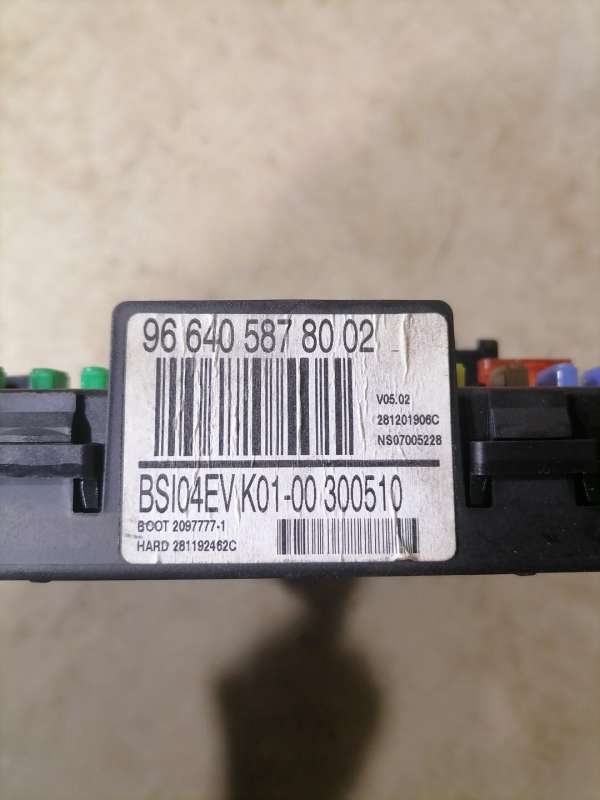 96 640 587 80 02
V05.02
281201906C
NS07005228
BSI04EV K01-00 300510
BOOT 2097777-1
HARD 281192462C